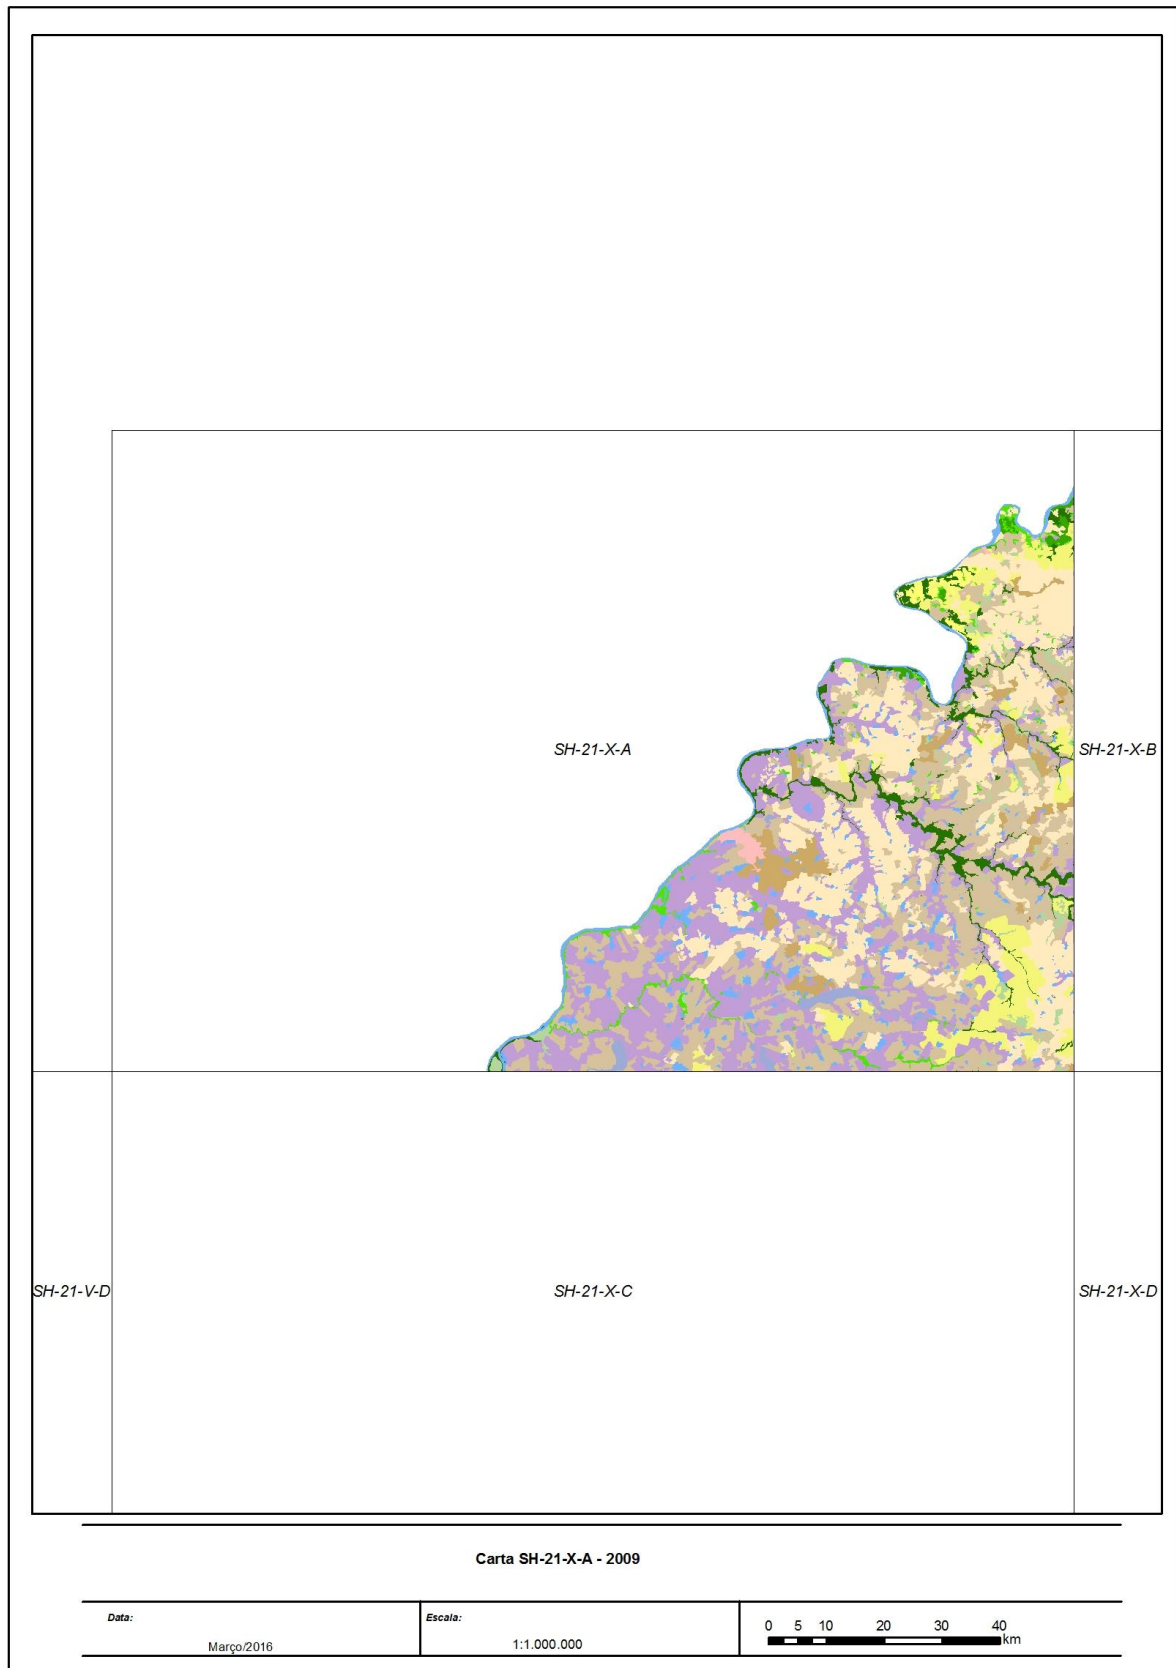 SH-21-X-A
SH-21-X-B
SH-21-V-D
SH-21-X-C
SH-21-X-D
Carta SH-21-X-A - 2009
Data:
Março/2016
Escala:
1:1.000.000
0 5 10 20 30 40
km